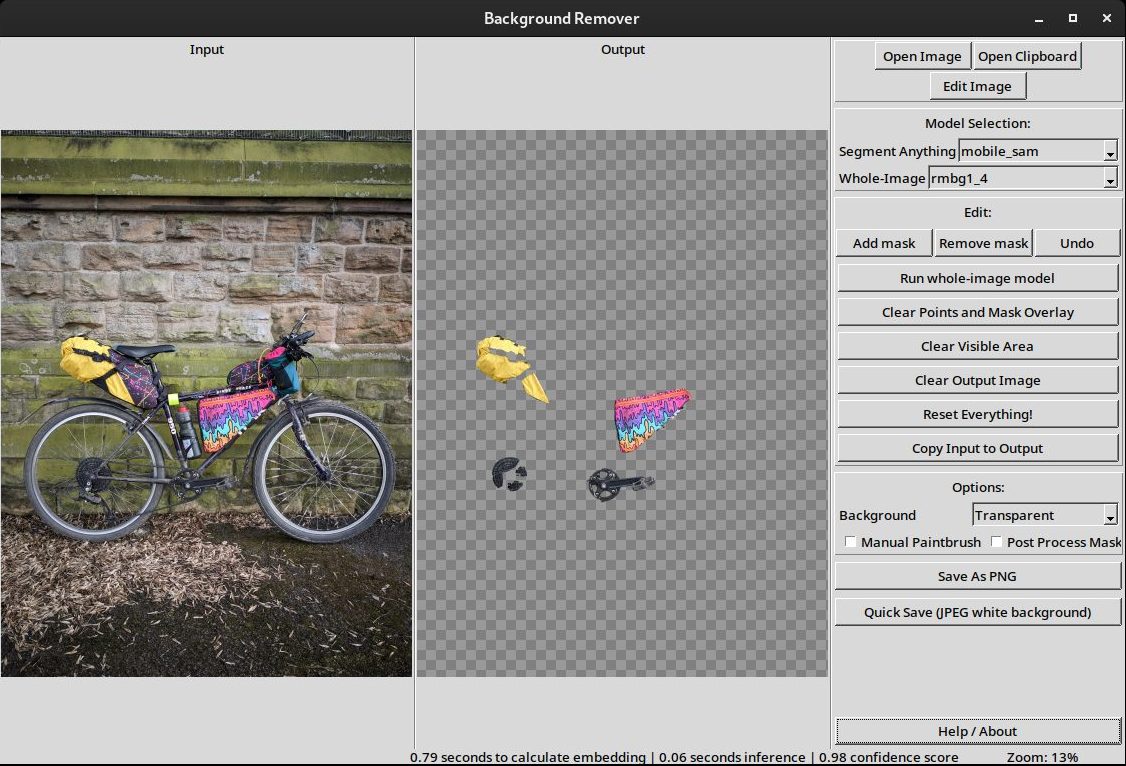 Background Remover
Input
Output
Open Image
Open Clipboard
Edit Image
Model Selection:
Segment Anything mobile_sam
Whole-Image rmbg1_4
Edit:
Add mask
Remove mask
Undo
Run whole-image model
Clear Points and Mask Overlay
Clear Visible Area
Clear Output Image
Reset Everything!
Copy Input to Output
Options:
Background Transparent
Manual Paintbrush
Post Process Mask
Save As PNG
Quick Save (JPEG white background)
Help / About
0.79 seconds to calculate embedding | 0.06 seconds inference | 0.98 confidence score
Zoom: 13%